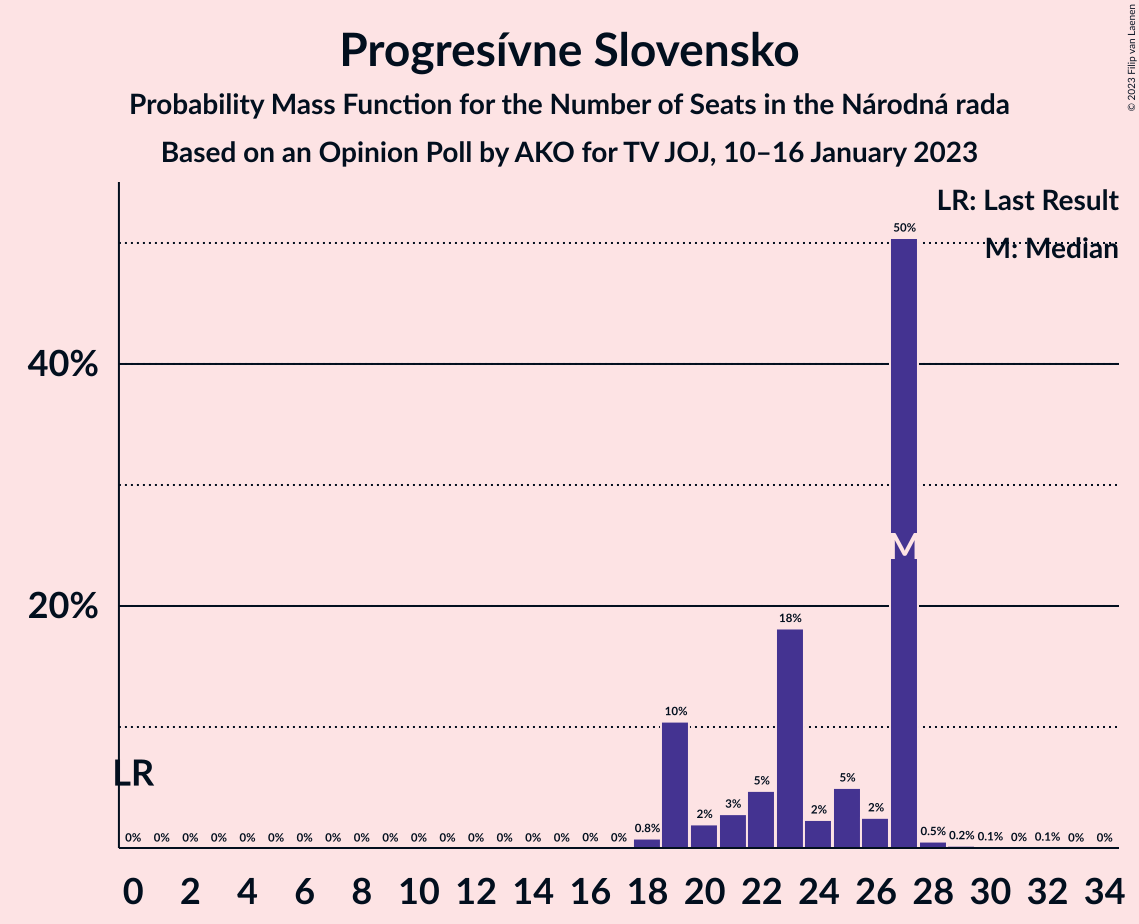 © 2023 Filip van Laenen
Progresívne Slovensko
Probability Mass Function for the Number of Seats in the Národná rada
Based on an Opinion Poll by AKO for TV JOJ, 10–16 January 2023
LR: Last Result
M: Median
50%
40%
M
20%
18%
10%
LR
0% 0% 0% 0% 0% 0% 0% 0% 0% 0% 0% 0% 0% 0% 0% 0% 0% 0% 0.8% 2% 3% 5% 2% 5% 2% 0.5% 0.2% 0.1% 0% 0.1% 0% 0%
0 2 4 6 8 10 12 14 16 18 20 22 24 26 28 30 32 34